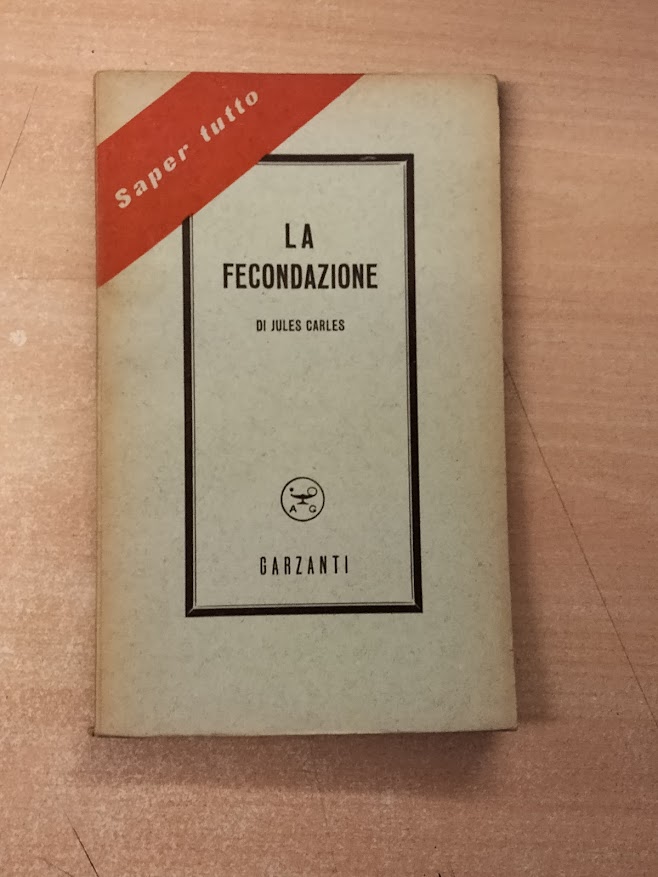 Saper tutto
LA
FECONDAZIONE
DI JULES CARLES
A G
GARZANTI